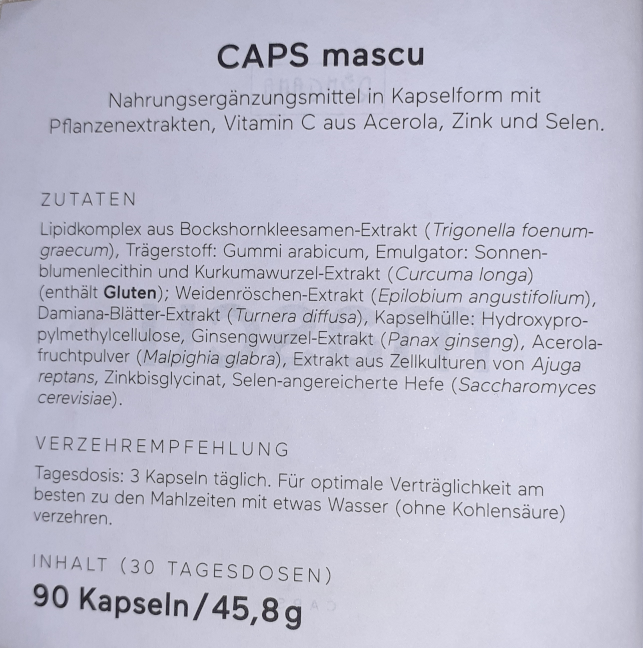 CAPS mascu
Nahrungsergänzungsmittel in Kapselform mit
Pflanzenextrakten, Vitamin C aus Acerola, Zink und Selen.
ZUTATEN
Lipidkomplex aus Bockshornkleesamen-Extrakt (Trigonella foenum-
graecum), Trägerstoff: Gummi arabicum, Emulgator: Sonnen-
blumenlecithin und Kurkumawurzel-Extrakt (Curcuma longa)
(enthält Gluten); Weidenröschen-Extrakt (Epilobium angustifolium),
Damiana-Blätter-Extrakt (Turnera diffusa), Kapselhülle: Hydroxypro-
pylmethylcellulose, Ginsengwurzel-Extrakt (Panax ginseng), Acerola-
fruchtpulver (Malpighia glabra), Extrakt aus Zellkulturen von Ajuga
reptans, Zinkbisglycinat, Selen-angereicherte Hefe (Saccharomyces
cerevisiae).
VERZEHREMPFEHLUNG
Tagesdosis: 3 Kapseln täglich. Für optimale Verträglichkeit am
besten zu den Mahlzeiten mit etwas Wasser (ohne Kohlensäure)
verzehren.
INHALT (30 TAGESDOSEN)
90 Kapseln/45,8g